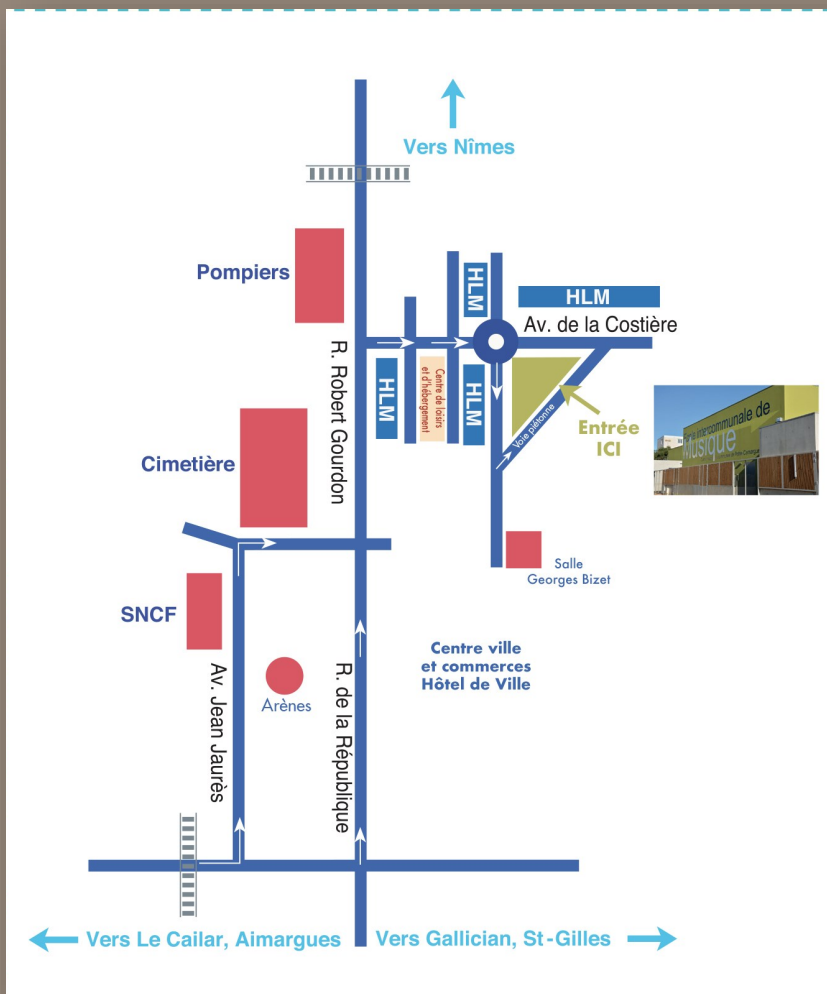 Vers Nîmes
Pompiers
HLM
HLM
Av. de la Costière
R. Robert Gourdon
HLM
Centre de loisirs
et d'hébergement
HLM
Voie piétonne
Entrée
ICI
intercommunale de
Musique
Cimetière
Salle
Georges Bizet
SNCF
Centre ville
et commerces
Hôtel de Ville
Av. Jean Jaurès
Arènes
R. de la République
Vers Le Cailar, Aimargues
Vers Gallician, St-Gilles